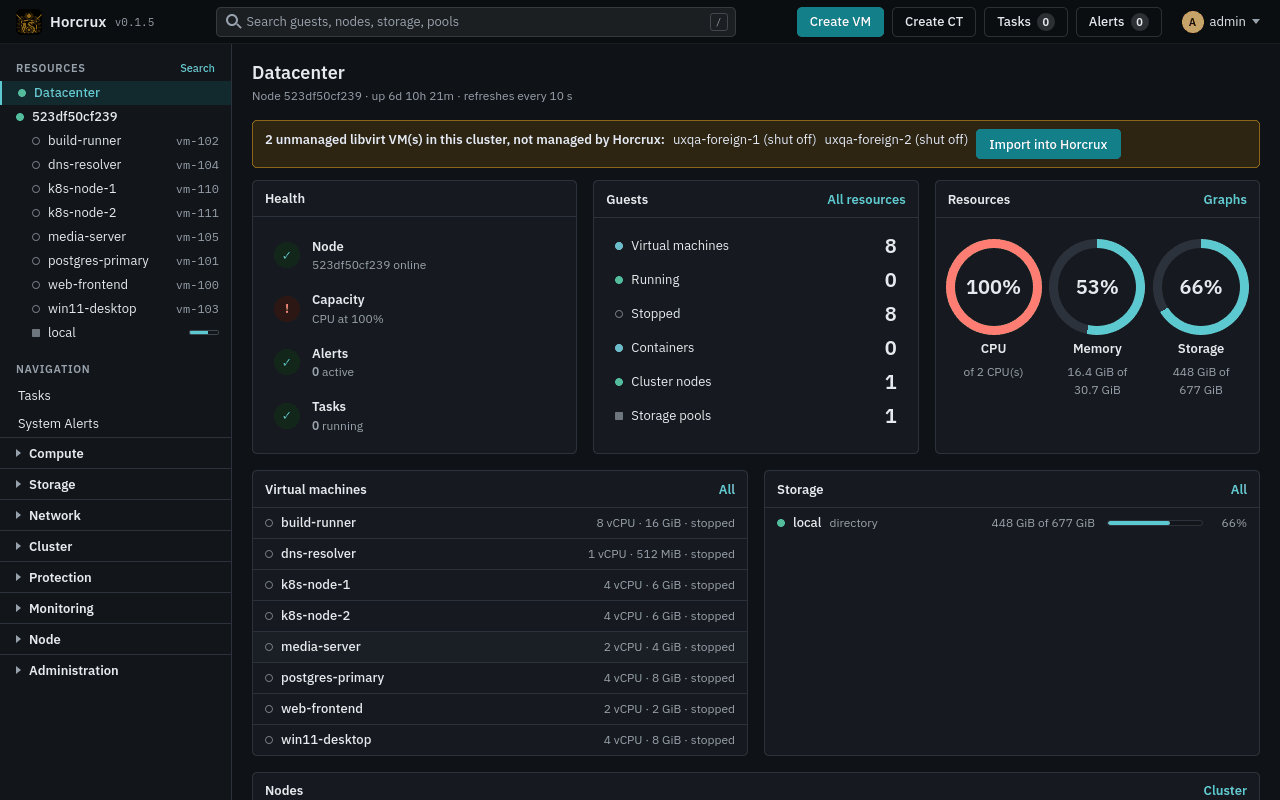 Horcrux v0.1.5
Search guests, nodes, storage, pools /
Create VM
Create CT
Tasks 0
Alerts 0
A admin
RESOURCES Search
Datacenter
523df50cf239
build-runner vm-102
dns-resolver vm-104
k8s-node-1 vm-110
k8s-node-2 vm-111
media-server vm-105
postgres-primary vm-101
web-frontend vm-100
win11-desktop vm-103
local
NAVIGATION
Tasks
System Alerts
Compute
Storage
Network
Cluster
Protection
Monitoring
Node
Administration
Datacenter
Node 523df50cf239 · up 6d 10h 21m · refreshes every 10 s
2 unmanaged libvirt VM(s) in this cluster, not managed by Horcrux: uxqa-foreign-1 (shut off) uxqa-foreign-2 (shut off) Import into Horcrux
Health
✓ Node
523df50cf239 online
! Capacity
CPU at 100%
✓ Alerts
0 active
✓ Tasks
0 running
Guests All resources
Virtual machines 8
Running 0
Stopped 8
Containers 0
Cluster nodes 1
Storage pools 1
Resources Graphs
100% 53% 66%
CPU Memory Storage
of 2 CPU(s) 16.4 GiB of 448 GiB of
30.7 GiB 677 GiB
Virtual machines All
build-runner 8 vCPU · 16 GiB · stopped
dns-resolver 1 vCPU · 512 MiB · stopped
k8s-node-1 4 vCPU · 6 GiB · stopped
k8s-node-2 4 vCPU · 6 GiB · stopped
media-server 2 vCPU · 4 GiB · stopped
postgres-primary 4 vCPU · 8 GiB · stopped
web-frontend 2 vCPU · 2 GiB · stopped
win11-desktop 4 vCPU · 8 GiB · stopped
Storage All
local directory 448 GiB of 677 GiB 66%
Nodes Cluster